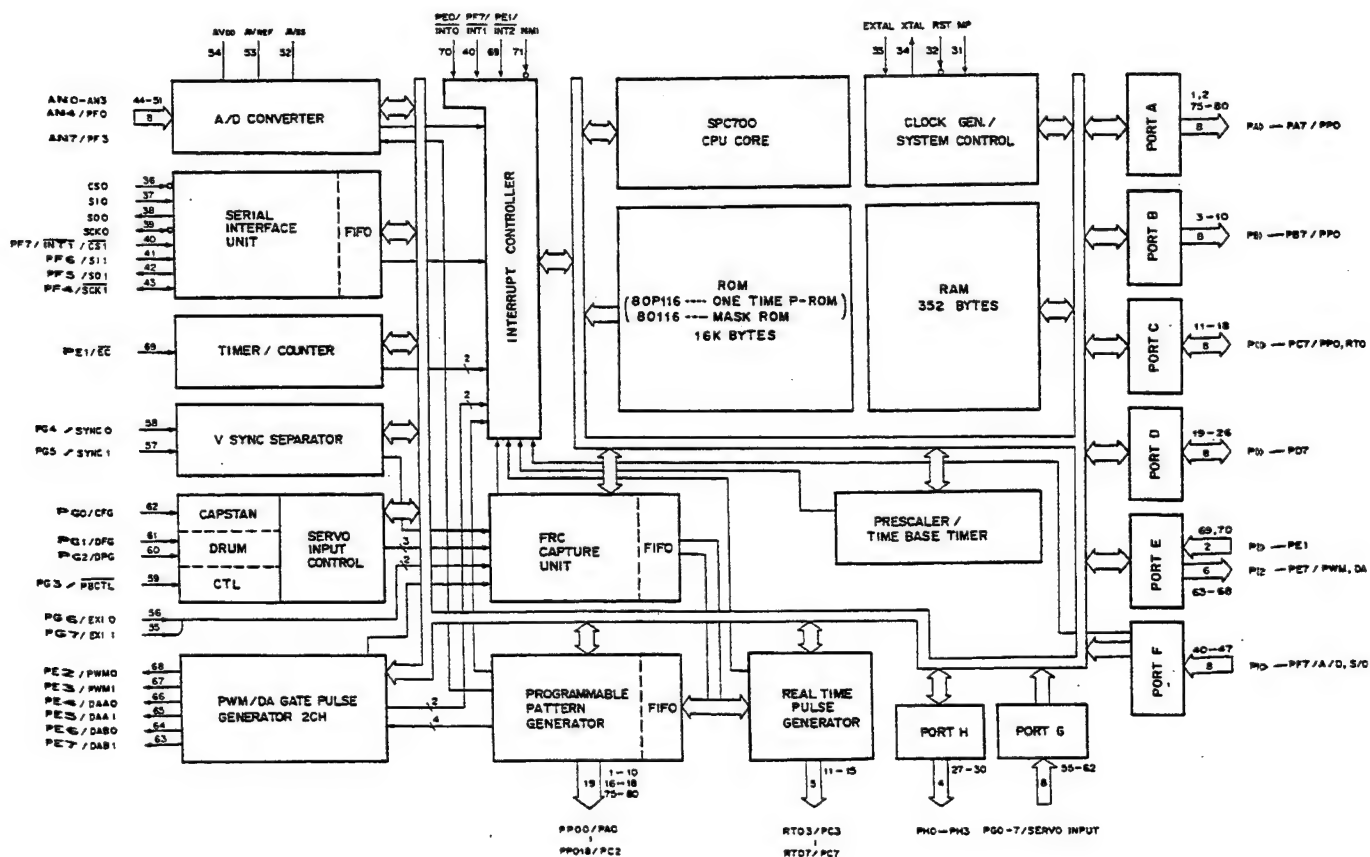 AVDD AVREF AVSS
54 53 52
PE0/INT0 PF7/INT1 PE1/INT2 NMI
70 40 69 71
EXTAL XTAL RST MP
35 34 32 31
AN0-AN3
AN4/PF0
AN7/PF3
44-51
8
A/D CONVERTER
INTERRUPT CONTROLLER
SPC700
CPU CORE
CLOCK GEN./
SYSTEM CONTROL
PORT A
1,2
75-80
8
PA0 — PA7/PPO
CS0 36
SI0 37
SO0 38
SCK0 39
PF7/INT1/CS1 40
PF6/SI1 41
PF5/SO1 42
PF4/SCK1 43
SERIAL
INTERFACE
UNIT
FIFO
ROM
(80P116 ---- ONE TIME P-ROM
80116 ---- MASK ROM)
16K BYTES
RAM
352 BYTES
PORT B
3-10
8
PB0 — PB7/PPO
PORT C
11-18
8
PC0 — PC7/PPO,RTO
PE1/EC 69
TIMER / COUNTER
2
2
PG4/SYNC0 58
PG5/SYNC1 57
V SYNC SEPARATOR
PORT D
19-26
8
PD0 — PD7
PG0/CFG 62
PG1/DFG 61
PG2/DPG 60
PG3/PBCTL 59
CAPSTAN
DRUM
CTL
SERVO
INPUT
CONTROL
3
2
FRC
CAPTURE
UNIT
FIFO
PRESCALER /
TIME BASE TIMER
PORT E
69,70
2
PE0 — PE1
6
PE2 — PE7/PWM,DA
63-68
PG6/EXI0 56
PG7/EXI1 55
PORT F
40-47
8
PF0 — PF7/A/D,S/O
PE2/PWM0 68
PE3/PWM1 67
PE4/DAA0 66
PE5/DAA1 65
PE6/DAB0 64
PE7/DAB1 63
PWM/DA GATE PULSE
GENERATOR 2CH
2
4
PROGRAMMABLE
PATTERN
GENERATOR
FIFO
REAL TIME
PULSE
GENERATOR
PORT H
PORT G
19
1-10
16-18
75-80
5
11-15
4
27-30
8
55-62
PPO0/PA0
PPO18/PC2
RTO3/PC3
RTO7/PC7
PH0-PH3
PG0-7/SERVO INPUT